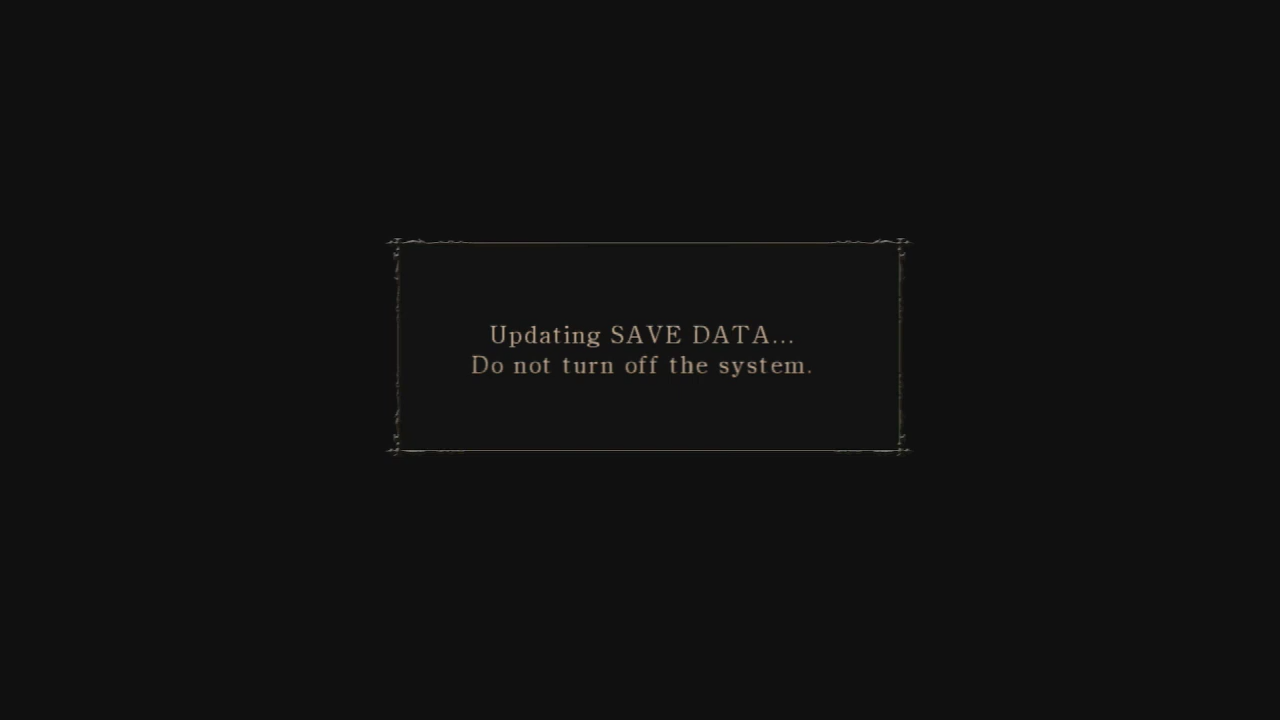 Updating SAVE DATA...
Do not turn off the system.